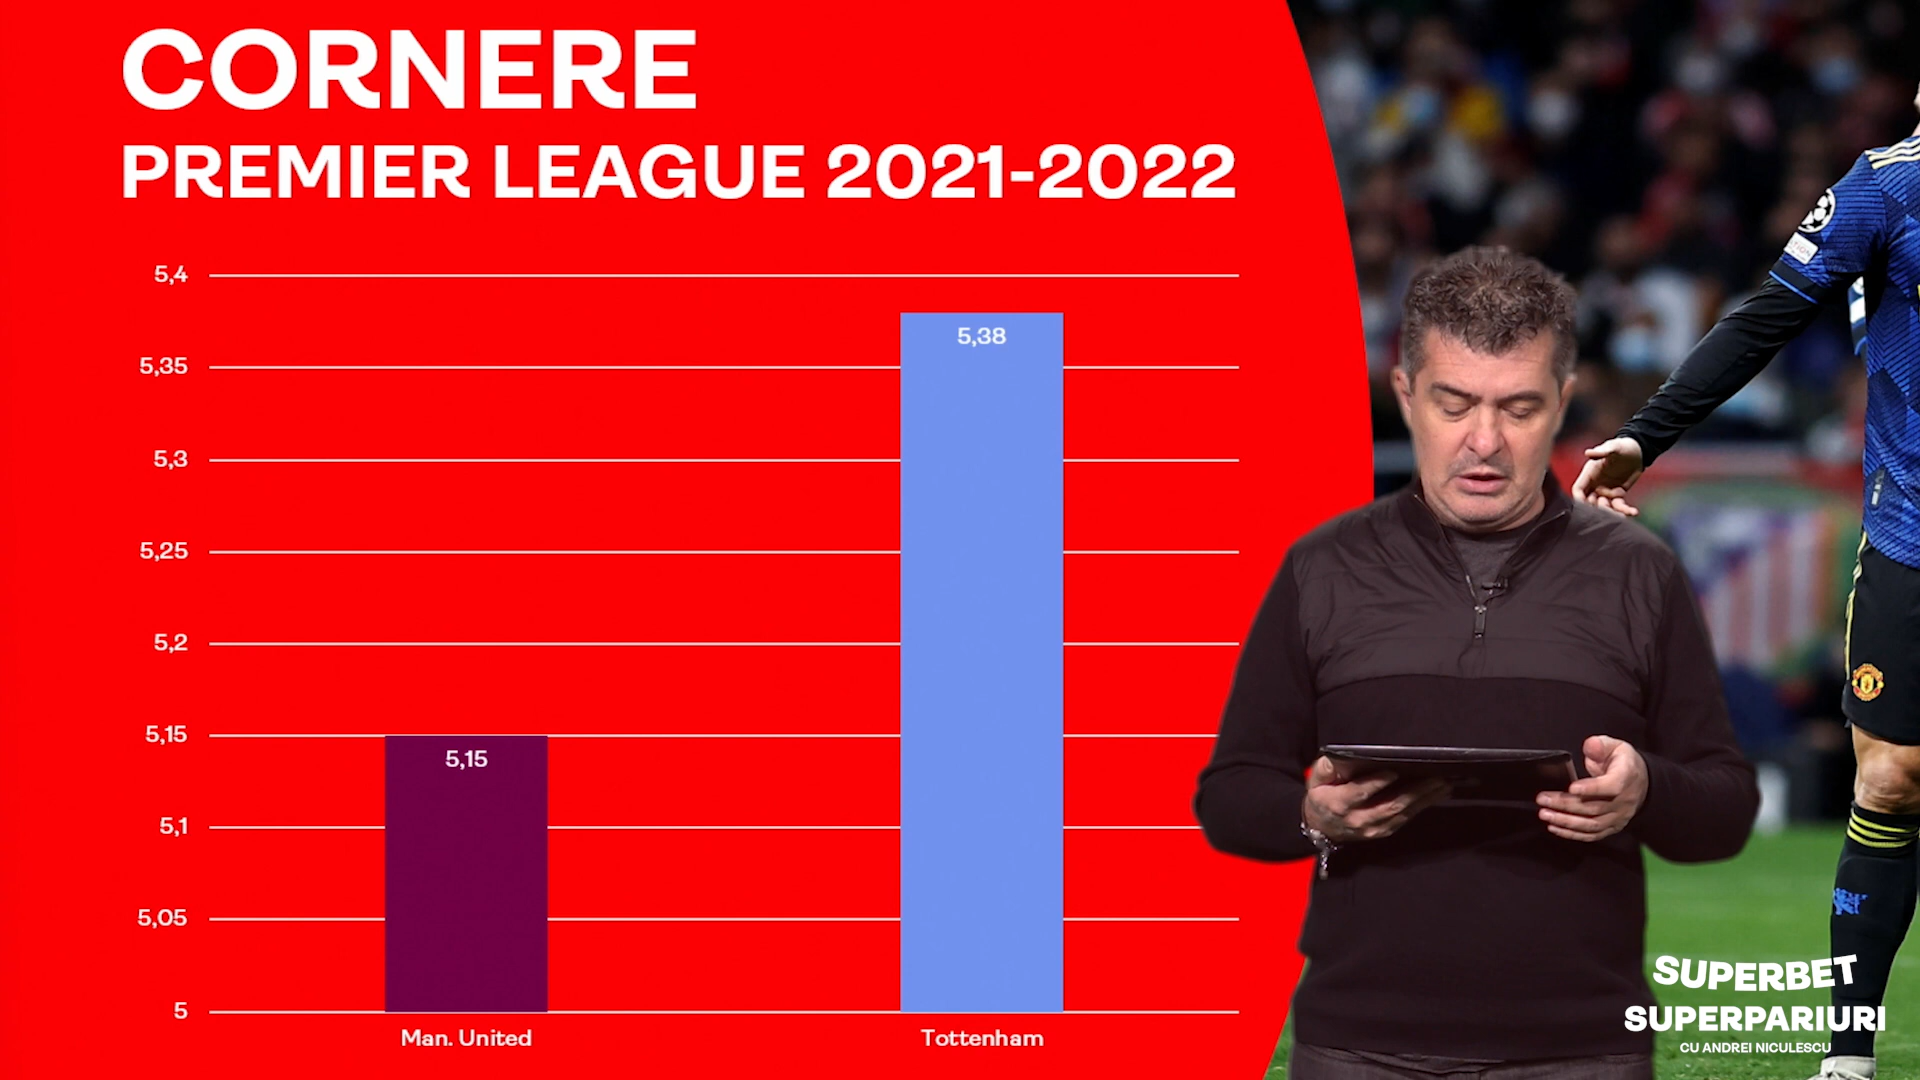 CORNERE
PREMIER LEAGUE 2021-2022
5,4
5,35
5,3
5,25
5,2
5,15
5,1
5,05
5
5,15
5,38
Man. United
Tottenham
SUPERBET
SUPERPARIURI
CU ANDREI NICULESCU